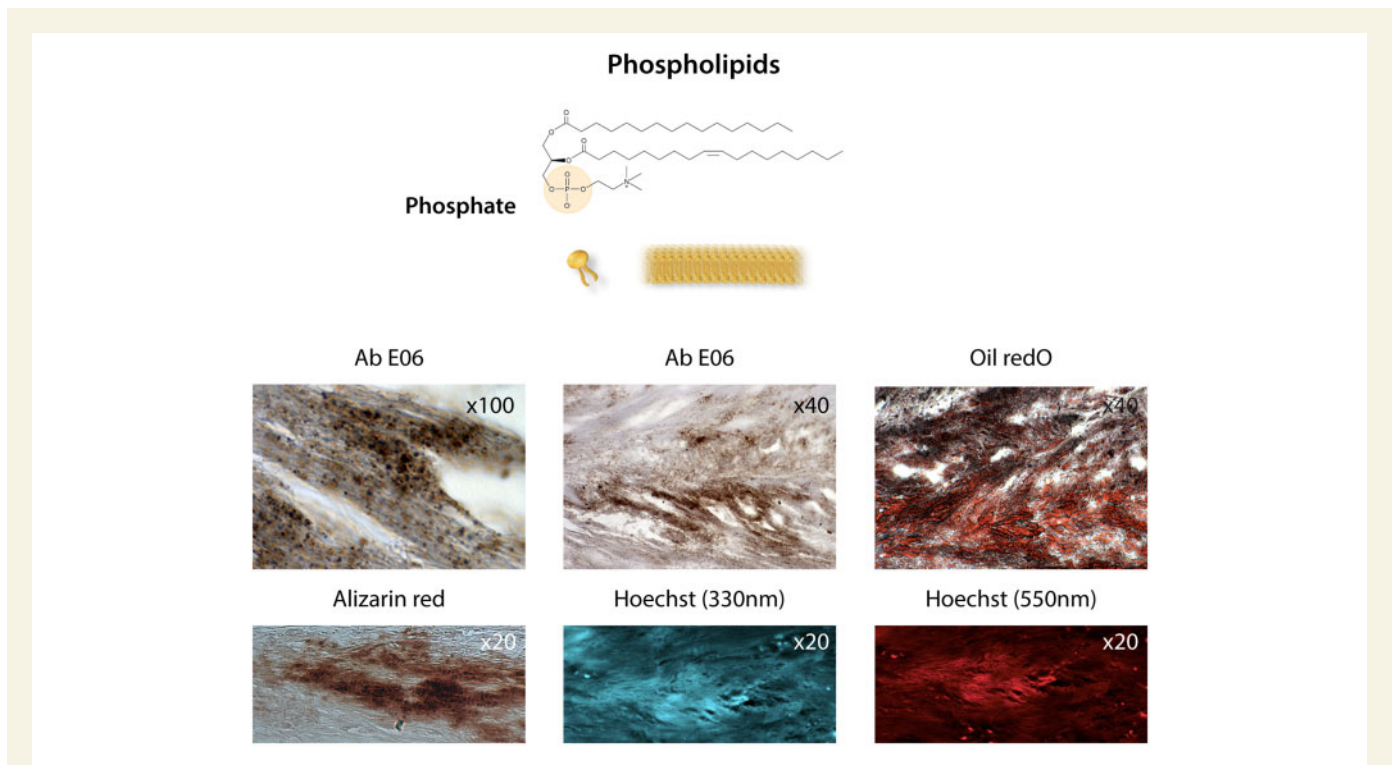 Phospholipids
O
O
O
O
O
O
P
O
N
+
O-
Phosphate
Ab E06
Ab E06
Oil redO
x100
x40
x40
Alizarin red
Hoechst (330nm)
Hoechst (550nm)
x20
x20
x20